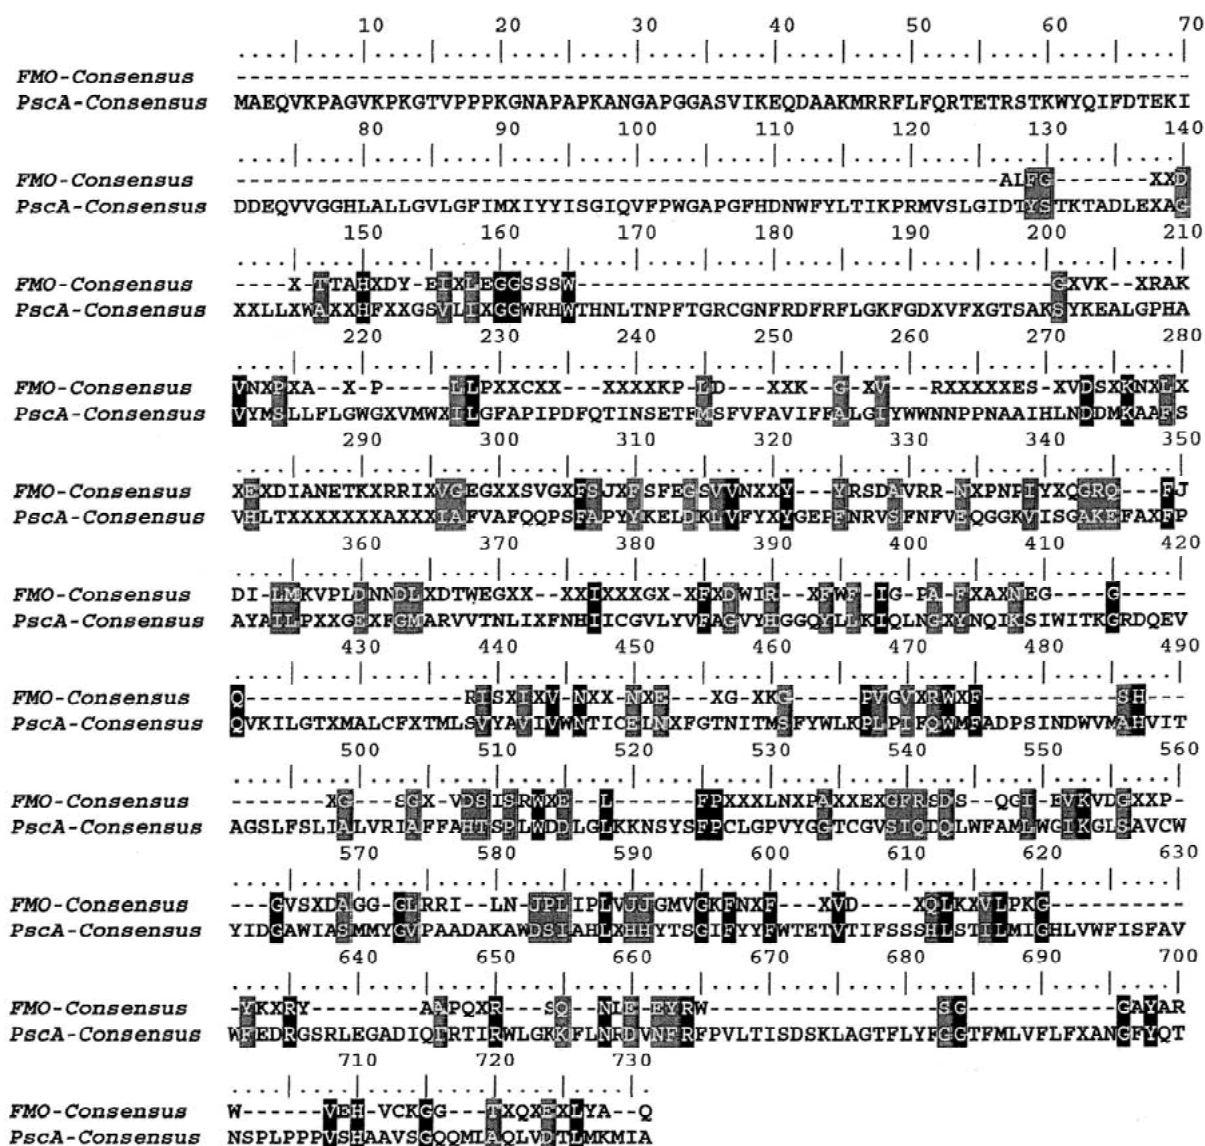 10 20 30 40 50 60 70
....|....|....|....|....|....|....|....|....|....|....|....|....|....|
FMO-Consensus ----------------------------------------------------------------------
PscA-Consensus MAEQVKPAGVKPKGTVPPPKGNAPAPKANGAPGGASVIKEQDAAKMRRFLFQRTETRSTKWYQIFDTEKI
80 90 100 110 120 130 140
....|....|....|....|....|....|....|....|....|....|....|....|....|....|
FMO-Consensus --------------------------------------------------------ALFG-------XXD
PscA-Consensus DDEQVVGGHLALLGVLGFIMXIYYISGIQVFPWGAPGFHDNWFYLTIKPRMVSLGIDTYSTKTADLEXAG
150 160 170 180 190 200 210
....|....|....|....|....|....|....|....|....|....|....|....|....|....|
FMO-Consensus ----X-TTAHXDY-EIXLEGGSSSW-----------------------------------GXVK--XRAK
PscA-Consensus XXLLXWAXXHFXXGSVLIXGGWRHWTHNLTNPFTGRCGNFRDFRFLGKFGDXVFXGTSAKSYKEALGPHA
220 230 240 250 260 270 280
....|....|....|....|....|....|....|....|....|....|....|....|....|....|
FMO-Consensus VNXPXA--X-P-----LLPXXCXX---XXXXKP-LD---XXK--G-XV---RXXXXXES-XVDSXKNXLX
PscA-Consensus VYMSLLFLGWGXVMWXILGFAPIPDFQTINSETFMSFVFAVIFFALGIYWWNNPPNAAIHLNDDMKAAFS
290 300 310 320 330 340 350
....|....|....|....|....|....|....|....|....|....|....|....|....|....|
FMO-Consensus XEXDIANETKXRRIXVGEGXXSVGXFSJXFSFEGSVVNXXY---YRSDAVRR-NXPNPIYXQGRQ---FJ
PscA-Consensus VHLTXXXXXXXAXXXIAFVAFQQPSFAPYYKELDKLVFYXYGEPFNRVSFNFVEQGGKVISGAKEFAXFP
360 370 380 390 400 410 420
....|....|....|....|....|....|....|....|....|....|....|....|....|....|
FMO-Consensus DI-LMKVPLDNNDLXDTWEGXX--XXIXXXGX-XFXDWIR--XFWF-IG-PA-FXAXNEG----G-----
PscA-Consensus AYAILPXXGEXFGMARVVTNLIXFNHIICGVLYVFAGVYHGGQYLLKIQLNGXYNQIKSIWITKGRDQEV
430 440 450 460 470 480 490
....|....|....|....|....|....|....|....|....|....|....|....|....|....|
FMO-Consensus Q----------------RISXIXV-NXX-NXE---XG-XKG-----PVGVXRWXF----------SH---
PscA-Consensus QVKILGTXMALCFXTMLSVYAVIVWNTICELNXFGTNITMSFYWLKPLPIFQWMFADPSINDWVMAHVIT
500 510 520 530 540 550 560
....|....|....|....|....|....|....|....|....|....|....|....|....|....|
FMO-Consensus -------XG---SGX-VDSISRWXE--L------FPXXXLNXPAXXEXGFRSDS--QGI-EVKVDGXXP-
PscA-Consensus AGSLFSLIALVRIAFFAHTSPLWDDLGLKKNSYSFPCLGPVYGGTCGVSIQDQLWFAMLWGIKGLSAVCW
570 580 590 600 610 620 630
....|....|....|....|....|....|....|....|....|....|....|....|....|....|
FMO-Consensus ---GVSXDAGG-GLRRI--LN-JPLIPLVJJGMVGKFNXF---XVD-----XQLKXVLPKG---------
PscA-Consensus YIDGAWIASMMYGVPAADAKAWDSIAHLXHHYTSGIFYYFWTETVTIFSSSHLSTILMIGHLVWFISFAV
640 650 660 670 680 690 700
....|....|....|....|....|....|....|....|....|....|....|....|....|....|
FMO-Consensus -YKXRY--------AAPQXR---SQ--NLE-EYRW-----------------SG-----------GAYAR
PscA-Consensus WFEDRGSRLEGADIQLRTIRWLGKKFLNRDVNFRFPVLTISDSKLAGTFLYFGGTFMLVFLFXANGFYQT
710 720 730
....|....|....|....|....|....|..
FMO-Consensus W------VEH-VCKGG---TXQXEXLYA--Q
PscA-Consensus NSPLPPPVSHAAVSGQQMLAQLVDTLMKMIA